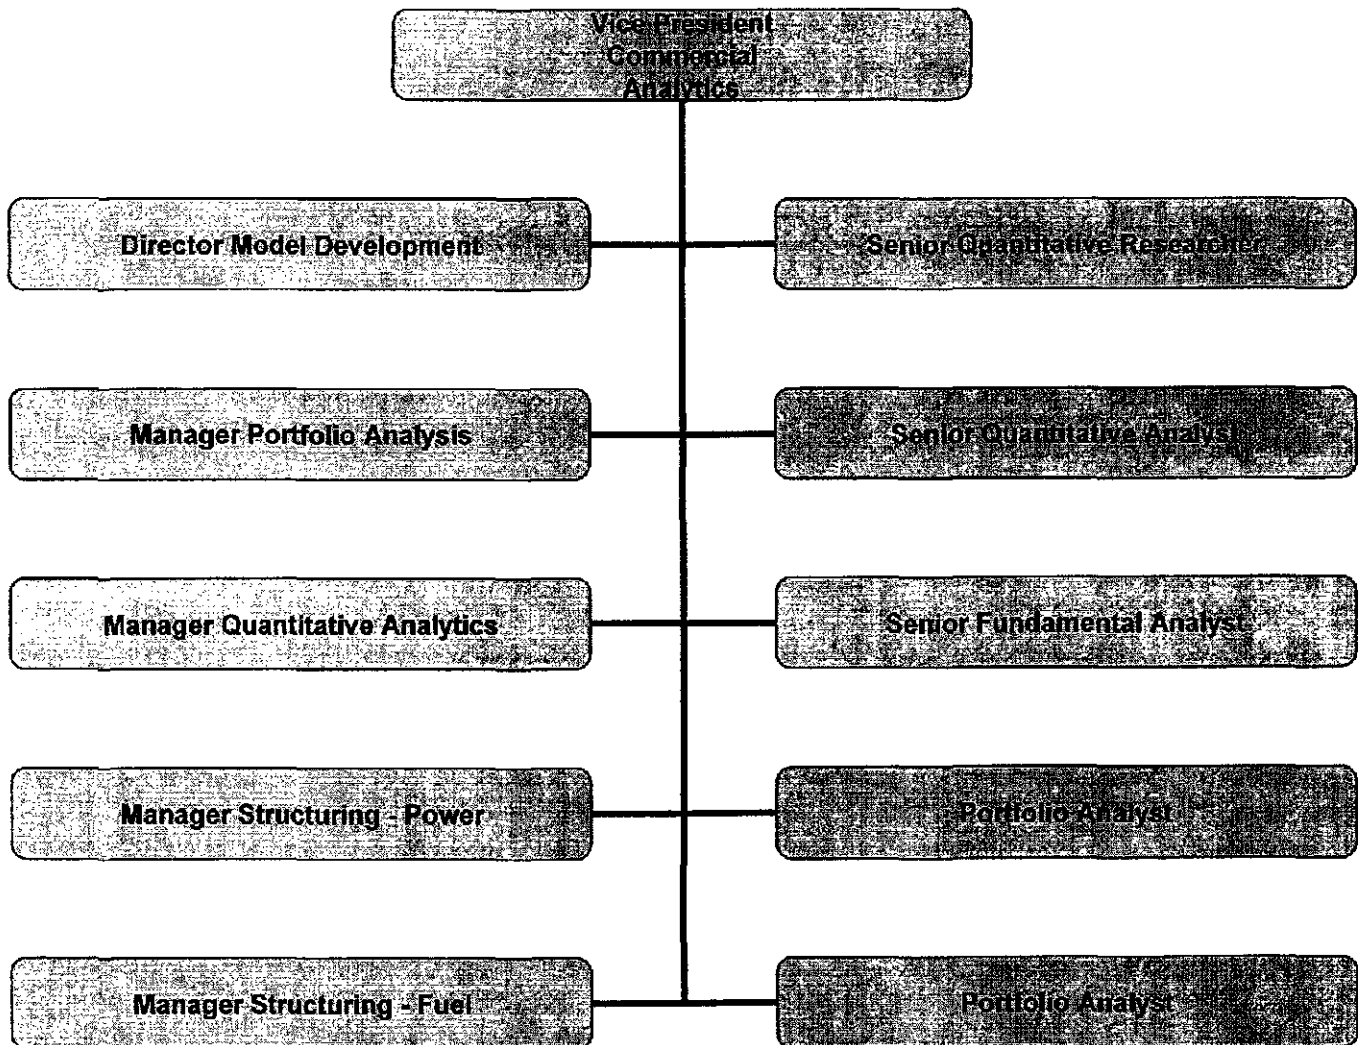 Vice President
Commercial
Analytics
Director Model Development
Senior Quantitative Researcher
Manager Portfolio Analysis
Senior Quantitative Analyst
Manager Quantitative Analytics
Senior Fundamental Analyst
Manager Structuring - Power
Portfolio Analyst
Manager Structuring - Fuel
Portfolio Analyst